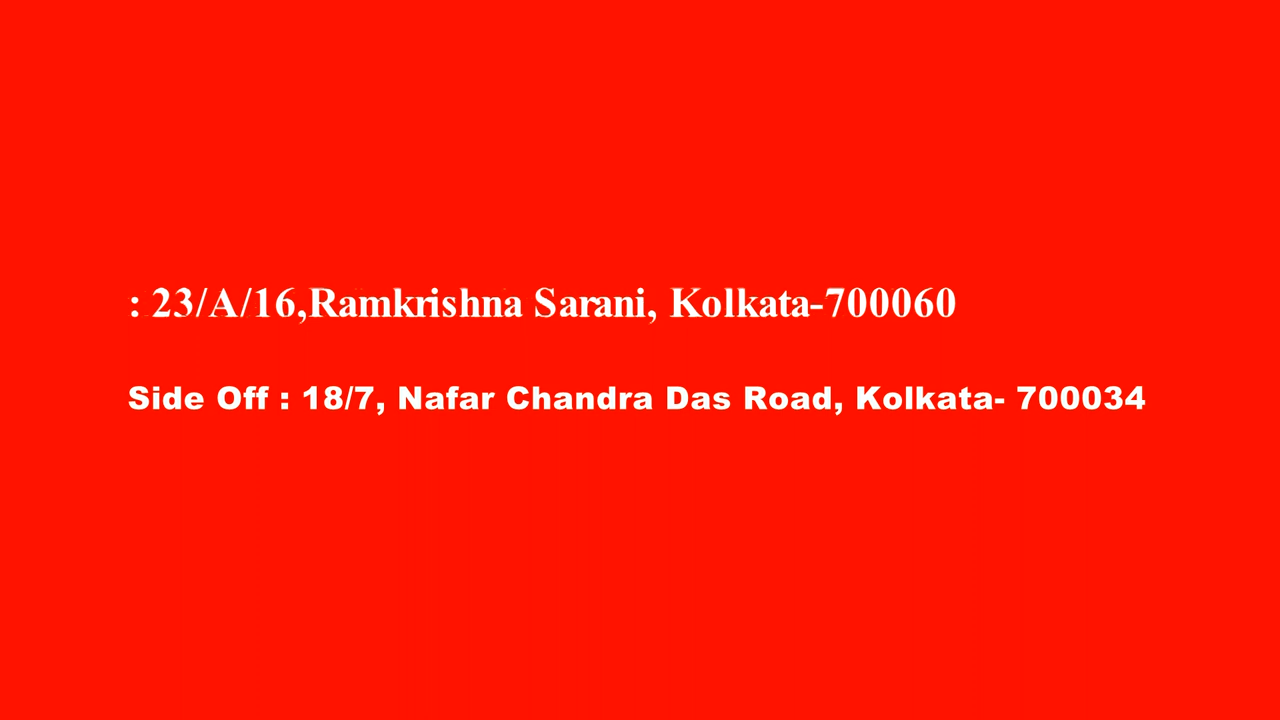 : 23/A/16,Ramkrishna Sarani, Kolkata-700060
Side Off : 18/7, Nafar Chandra Das Road, Kolkata- 700034